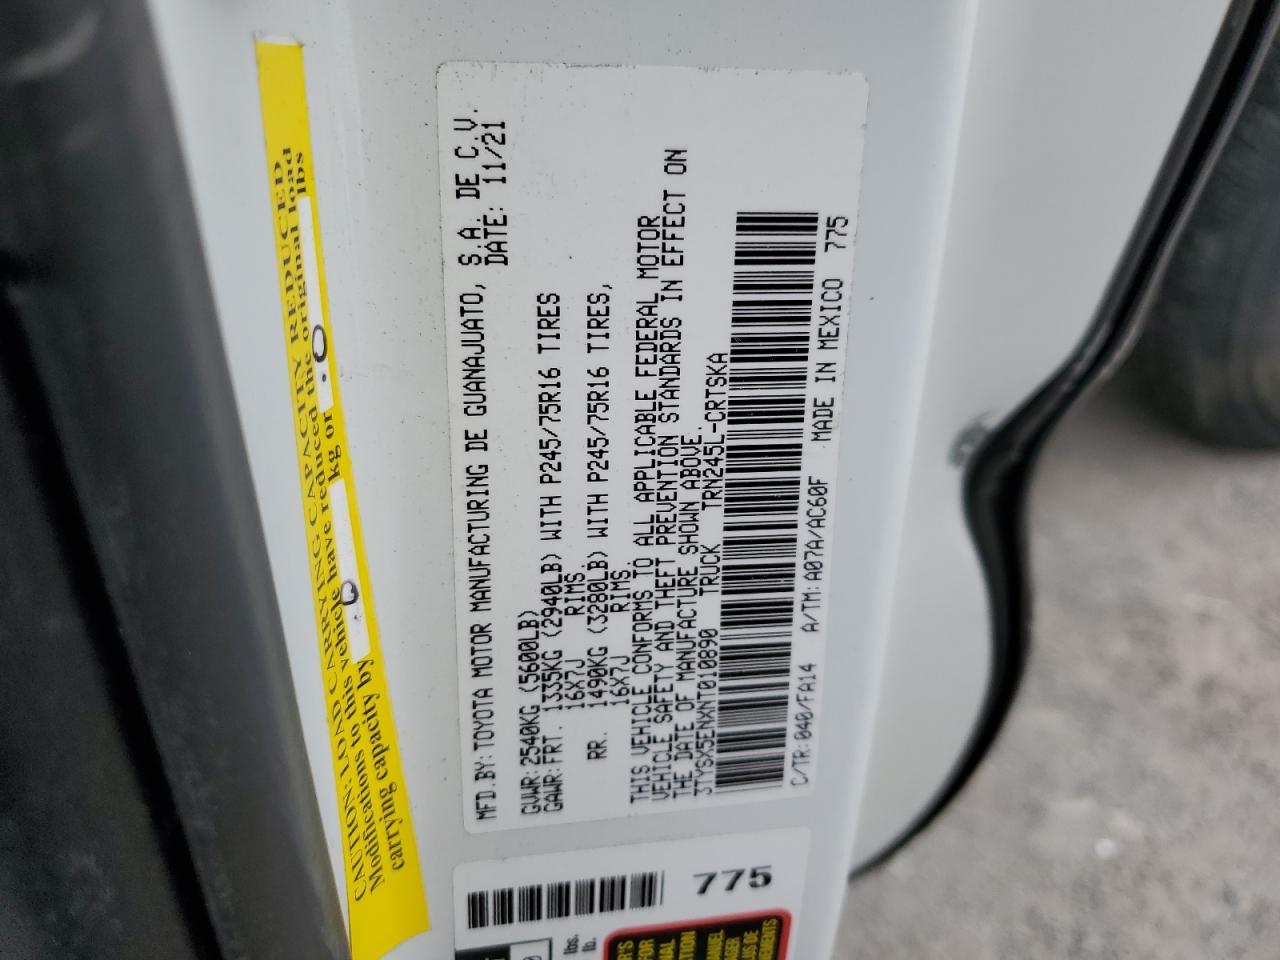 CAUTION: LOAD CARRYING CAPACITY REDUCED
Modifications to this vehicle have reduced the original load
carrying capacity by kg or lbs
MFD.BY: TOYOTA MOTOR MANUFACTURING DE GUANAJUATO, S.A. DE C.V.
DATE: 11/21
GVWR: 2540KG (5600LB)
GAWR: FRT. 1335KG (2940LB) WITH P245/75R16 TIRES
16X7J RIMS.
RR. 1490KG (3280LB) WITH P245/75R16 TIRES,
16X7J RIMS.
THIS VEHICLE CONFORMS TO ALL APPLICABLE FEDERAL MOTOR
VEHICLE SAFETY AND THEFT PREVENTION STANDARDS IN EFFECT ON
THE DATE OF MANUFACTURE SHOWN ABOVE.
3TYSX5ENXNT010890 TRUCK TRN245L-CRTSKA
C/TR: 040/FA14 A/TM: A07A/AC60F MADE IN MEXICO 775
775
lbs.
lb.